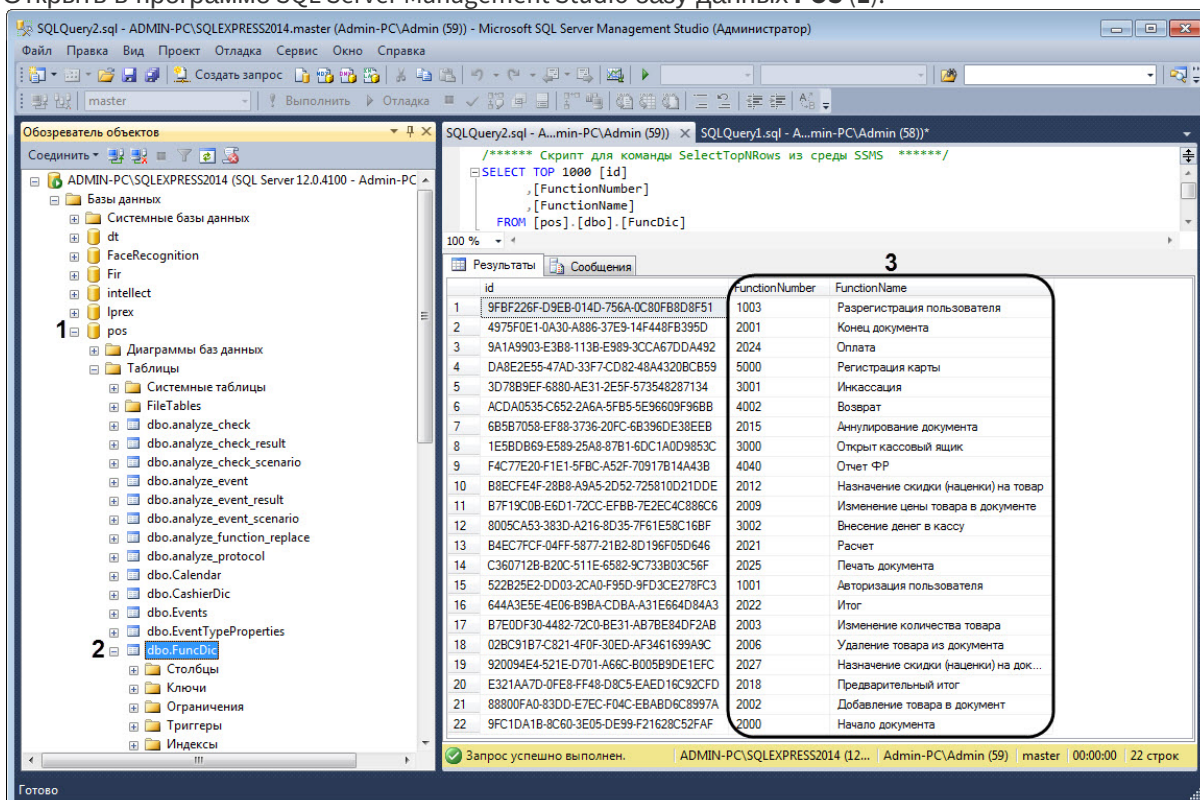 Открыть в программе SQL Server Management Studio базу данных POS (1).
SQLQuery2.sql - ADMIN-PC\SQLEXPRESS2014.master (Admin-PC\Admin (59)) - Microsoft SQL Server Management Studio (Администратор)
Файл Правка Вид Проект Отладка Сервис Окно Справка
Создать запрос
master Выполнить Отладка
Обозреватель объектов
Соединить
ADMIN-PC\SQLEXPRESS2014 (SQL Server 12.0.4100 - Admin-PC
Базы данных
Системные базы данных
dt
FaceRecognition
Fir
intellect
lprex
1 pos
Диаграммы баз данных
Таблицы
Системные таблицы
FileTables
dbo.analyze_check
dbo.analyze_check_result
dbo.analyze_check_scenario
dbo.analyze_event
dbo.analyze_event_result
dbo.analyze_event_scenario
dbo.analyze_function_replace
dbo.analyze_protocol
dbo.Calendar
dbo.CashierDic
dbo.Events
dbo.EventTypeProperties
2 dbo.FuncDic
Столбцы
Ключи
Ограничения
Триггеры
Индексы
SQLQuery2.sql - A...min-PC\Admin (59)) SQLQuery1.sql - A...min-PC\Admin (58))*
/****** Скрипт для команды SelectTopNRows из среды SSMS ******/
SELECT TOP 1000 [id]
,[FunctionNumber]
,[FunctionName]
FROM [pos].[dbo].[FuncDic]
100 %
Результаты Сообщения
3
id FunctionNumber FunctionName
1 9FBF226F-D9EB-014D-756A-0C80FB8D8F51 1003 Разрегистрация пользователя
2 4975F0E1-0A30-A886-37E9-14F448FB395D 2001 Конец документа
3 9A1A9903-E3B8-113B-E989-3CCA67DDA492 2024 Оплата
4 DA8E2E55-47AD-33F7-CD82-48A4320BCB59 5000 Регистрация карты
5 3D78B9EF-6880-AE31-2E5F-573548287134 3001 Инкассация
6 ACDA0535-C652-2A6A-5FB5-5E96609F96BB 4002 Возврат
7 6B5B7058-EF88-3736-20FC-6B396DE38EEB 2015 Аннулирование документа
8 1E5BDB69-E589-25A8-87B1-6DC1A0D9853C 3000 Открыт кассовый ящик
9 F4C77E20-F1E1-5FBC-A52F-70917B14A43B 4040 Отчет ФР
10 B8ECFE4F-28B8-A9A5-2D52-725810D21DDE 2012 Назначение скидки (наценки) на товар
11 B7F19C0B-E6D1-72CC-EFBB-7E2EC4C886C6 2009 Изменение цены товара в документе
12 8005CA53-383D-A216-8D35-7F61E58C16BF 3002 Внесение денег в кассу
13 B4EC7FCF-04FF-5877-21B2-8D196F05D646 2021 Расчет
14 C360712B-B20C-511E-6582-9C733B03C56F 2025 Печать документа
15 522B25E2-DD03-2CA0-F95D-9FD3CE278FC3 1001 Авторизация пользователя
16 644A3E5E-4E06-B9BA-CDBA-A31E664D84A3 2022 Итог
17 B7E0DF30-4482-72C0-BE31-AB7BE84DF2AB 2003 Изменение количества товара
18 02BC91B7-C821-4F0F-30ED-AF3461699A9C 2006 Удаление товара из документа
19 920094E4-521E-D701-A66C-B005B9DE1EFC 2027 Назначение скидки (наценки) на док...
20 E321AA7D-0FE8-FF48-D8C5-EAED16C92CFD 2018 Предварительный итог
21 88800FA0-83DD-E7EC-F04C-EBABD6C8997A 2002 Добавление товара в документ
22 9FC1DA1B-8C60-3E05-DE99-F21628C52FAF 2000 Начало документа
Запрос успешно выполнен. ADMIN-PC\SQLEXPRESS2014 (12... Admin-PC\Admin (59) master 00:00:00 22 строк
Готово